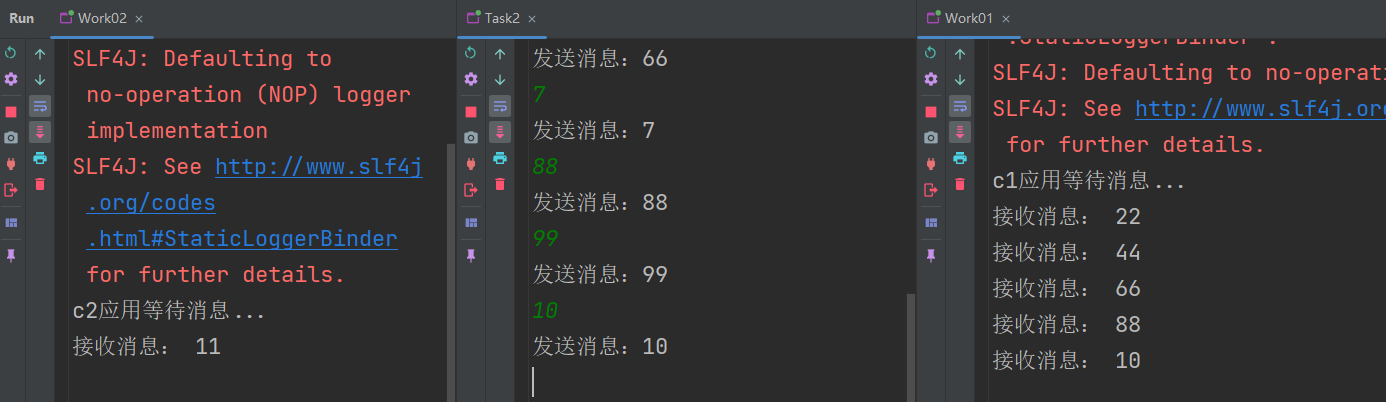 Run
Work02
SLF4J: Defaulting to
no-operation (NOP) logger
implementation
SLF4J: See http://www.slf4j
.org/codes
.html#StaticLoggerBinder
for further details.
c2应用等待消息...
接收消息： 11
Task2
发送消息：66
7
发送消息：7
88
发送消息：88
99
发送消息：99
10
发送消息：10
Work01
.StaticLoggerBinder".
SLF4J: Defaulting to no-operati
SLF4J: See http://www.slf4j.org
for further details.
c1应用等待消息...
接收消息： 22
接收消息： 44
接收消息： 66
接收消息： 88
接收消息： 10